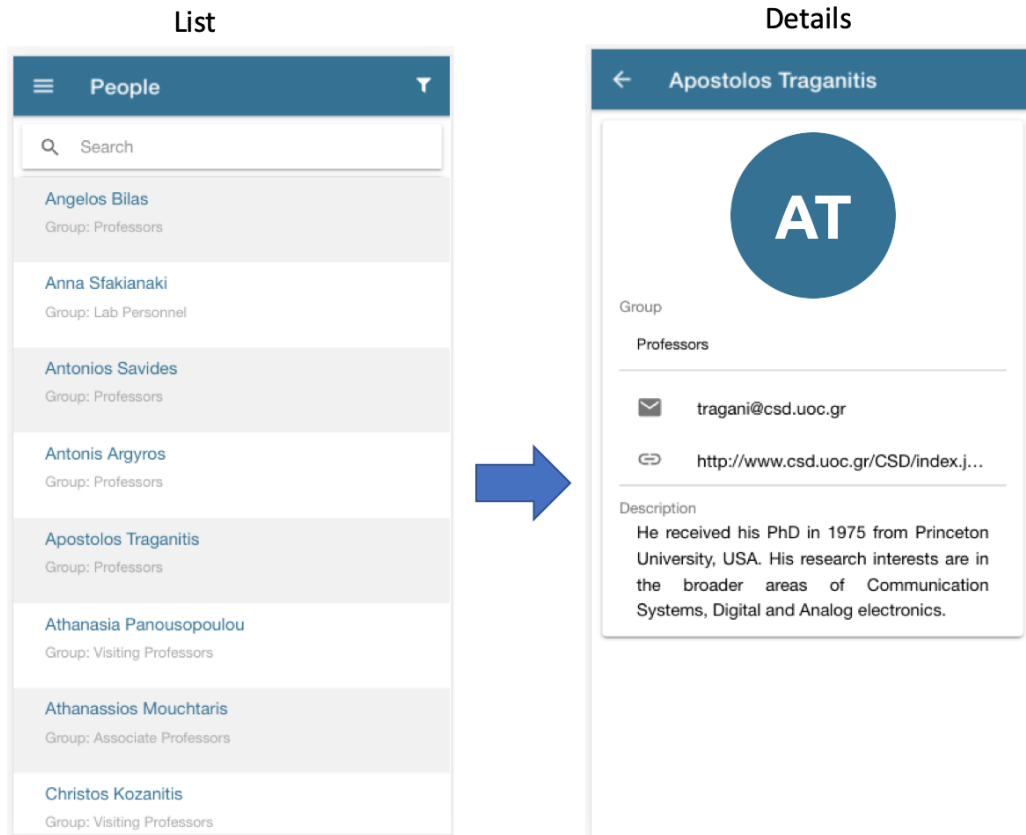 List
People
Search
Angelos Bilas
Group: Professors
Anna Sfakianaki
Group: Lab Personnel
Antonios Savides
Group: Professors
Antonis Argyros
Group: Professors
Apostolos Traganitis
Group: Professors
Athanasia Panousopoulou
Group: Visiting Professors
Athanassios Mouchtaris
Group: Associate Professors
Christos Kozanitis
Group: Visiting Professors
Details
Apostolos Traganitis
AT
Group
Professors
tragani@csd.uoc.gr
http://www.csd.uoc.gr/CSD/index.j...
Description
He received his PhD in 1975 from Princeton
University, USA. His research interests are in
the broader areas of Communication
Systems, Digital and Analog electronics.